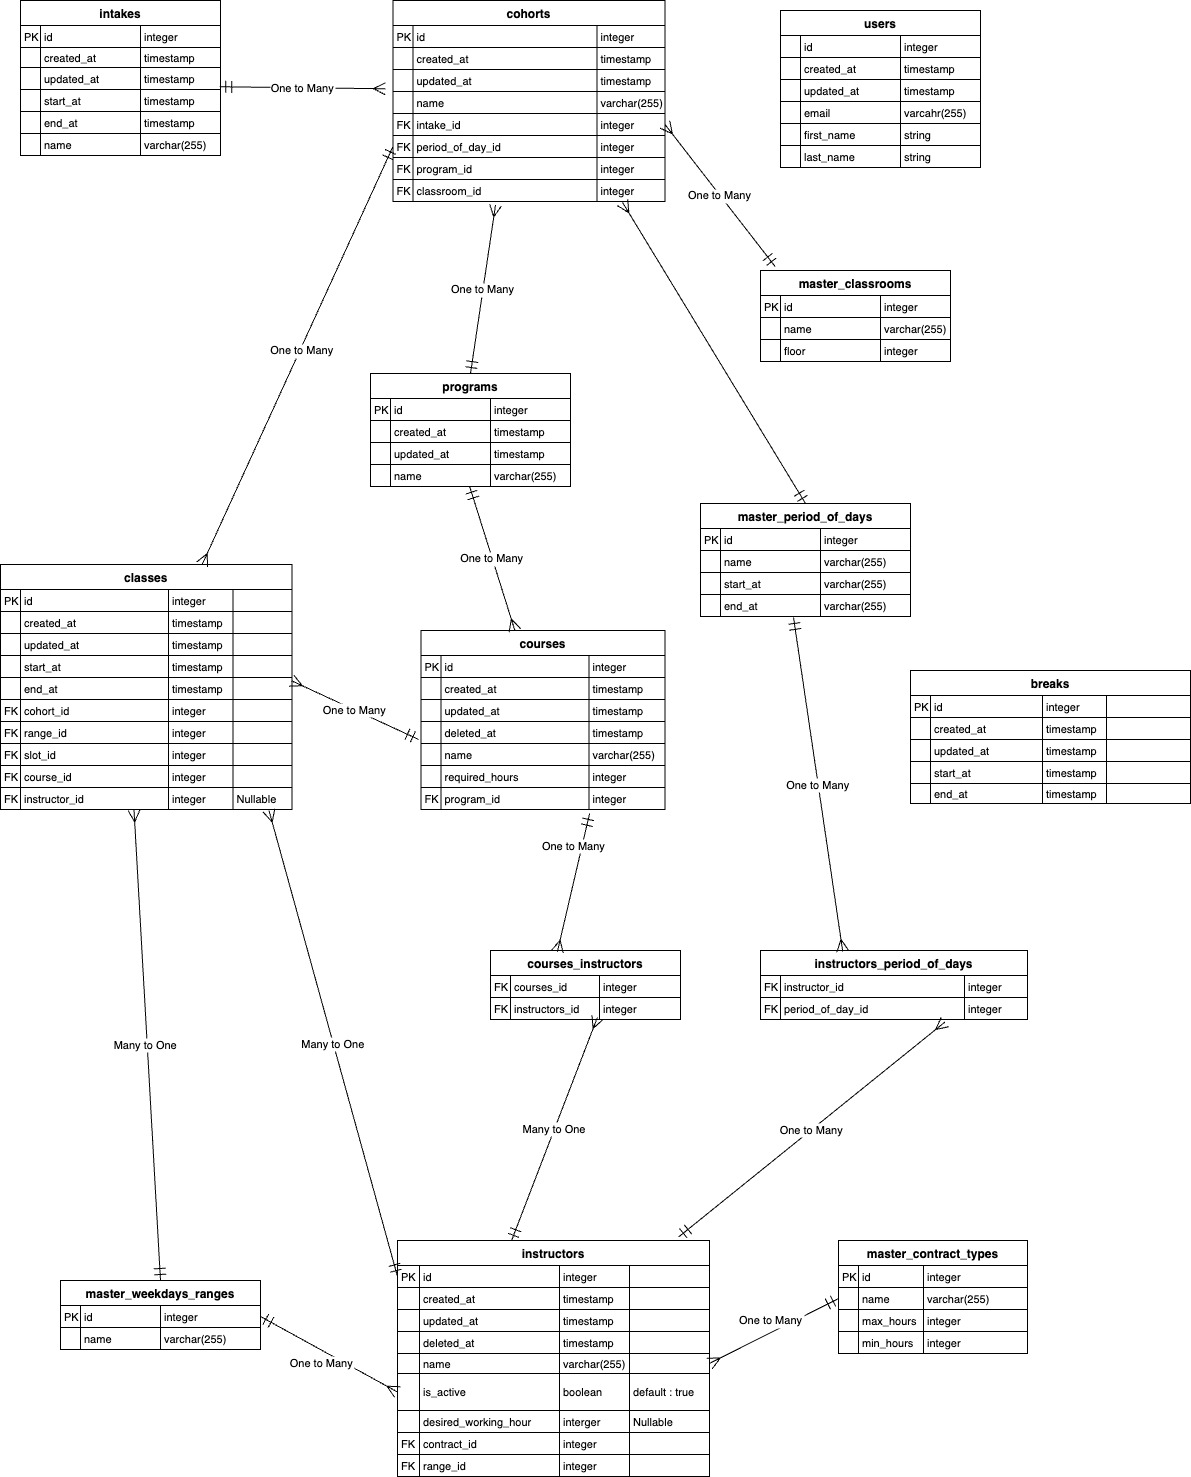 intakes
PK id integer
created_at timestamp
updated_at timestamp
start_at timestamp
end_at timestamp
name varchar(255)
One to Many
cohorts
PK id integer
created_at timestamp
updated_at timestamp
name varchar(255)
FK intake_id integer
FK period_of_day_id integer
FK program_id integer
FK classroom_id integer
users
id integer
created_at timestamp
updated_at timestamp
email varcahr(255)
first_name string
last_name string
One to Many
master_classrooms
PK id integer
name varchar(255)
floor integer
One to Many
One to Many
programs
PK id integer
created_at timestamp
updated_at timestamp
name varchar(255)
One to Many
master_period_of_days
PK id integer
name varchar(255)
start_at varchar(255)
end_at varchar(255)
classes
PK id integer
created_at timestamp
updated_at timestamp
start_at timestamp
end_at timestamp
FK cohort_id integer
FK range_id integer
FK slot_id integer
FK course_id integer
FK instructor_id integer Nullable
One to Many
courses
PK id integer
created_at timestamp
updated_at timestamp
deleted_at timestamp
name varchar(255)
required_hours integer
FK program_id integer
breaks
PK id integer
created_at timestamp
updated_at timestamp
start_at timestamp
end_at timestamp
One to Many
One to Many
courses_instructors
FK courses_id integer
FK instructors_id integer
instructors_period_of_days
FK instructor_id integer
FK period_of_day_id integer
Many to One
Many to One
Many to One
One to Many
master_weekdays_ranges
PK id integer
name varchar(255)
One to Many
instructors
PK id integer
created_at timestamp
updated_at timestamp
deleted_at timestamp
name varchar(255)
is_active boolean default : true
desired_working_hour interger Nullable
FK contract_id integer
FK range_id integer
One to Many
master_contract_types
PK id integer
name varchar(255)
max_hours integer
min_hours integer